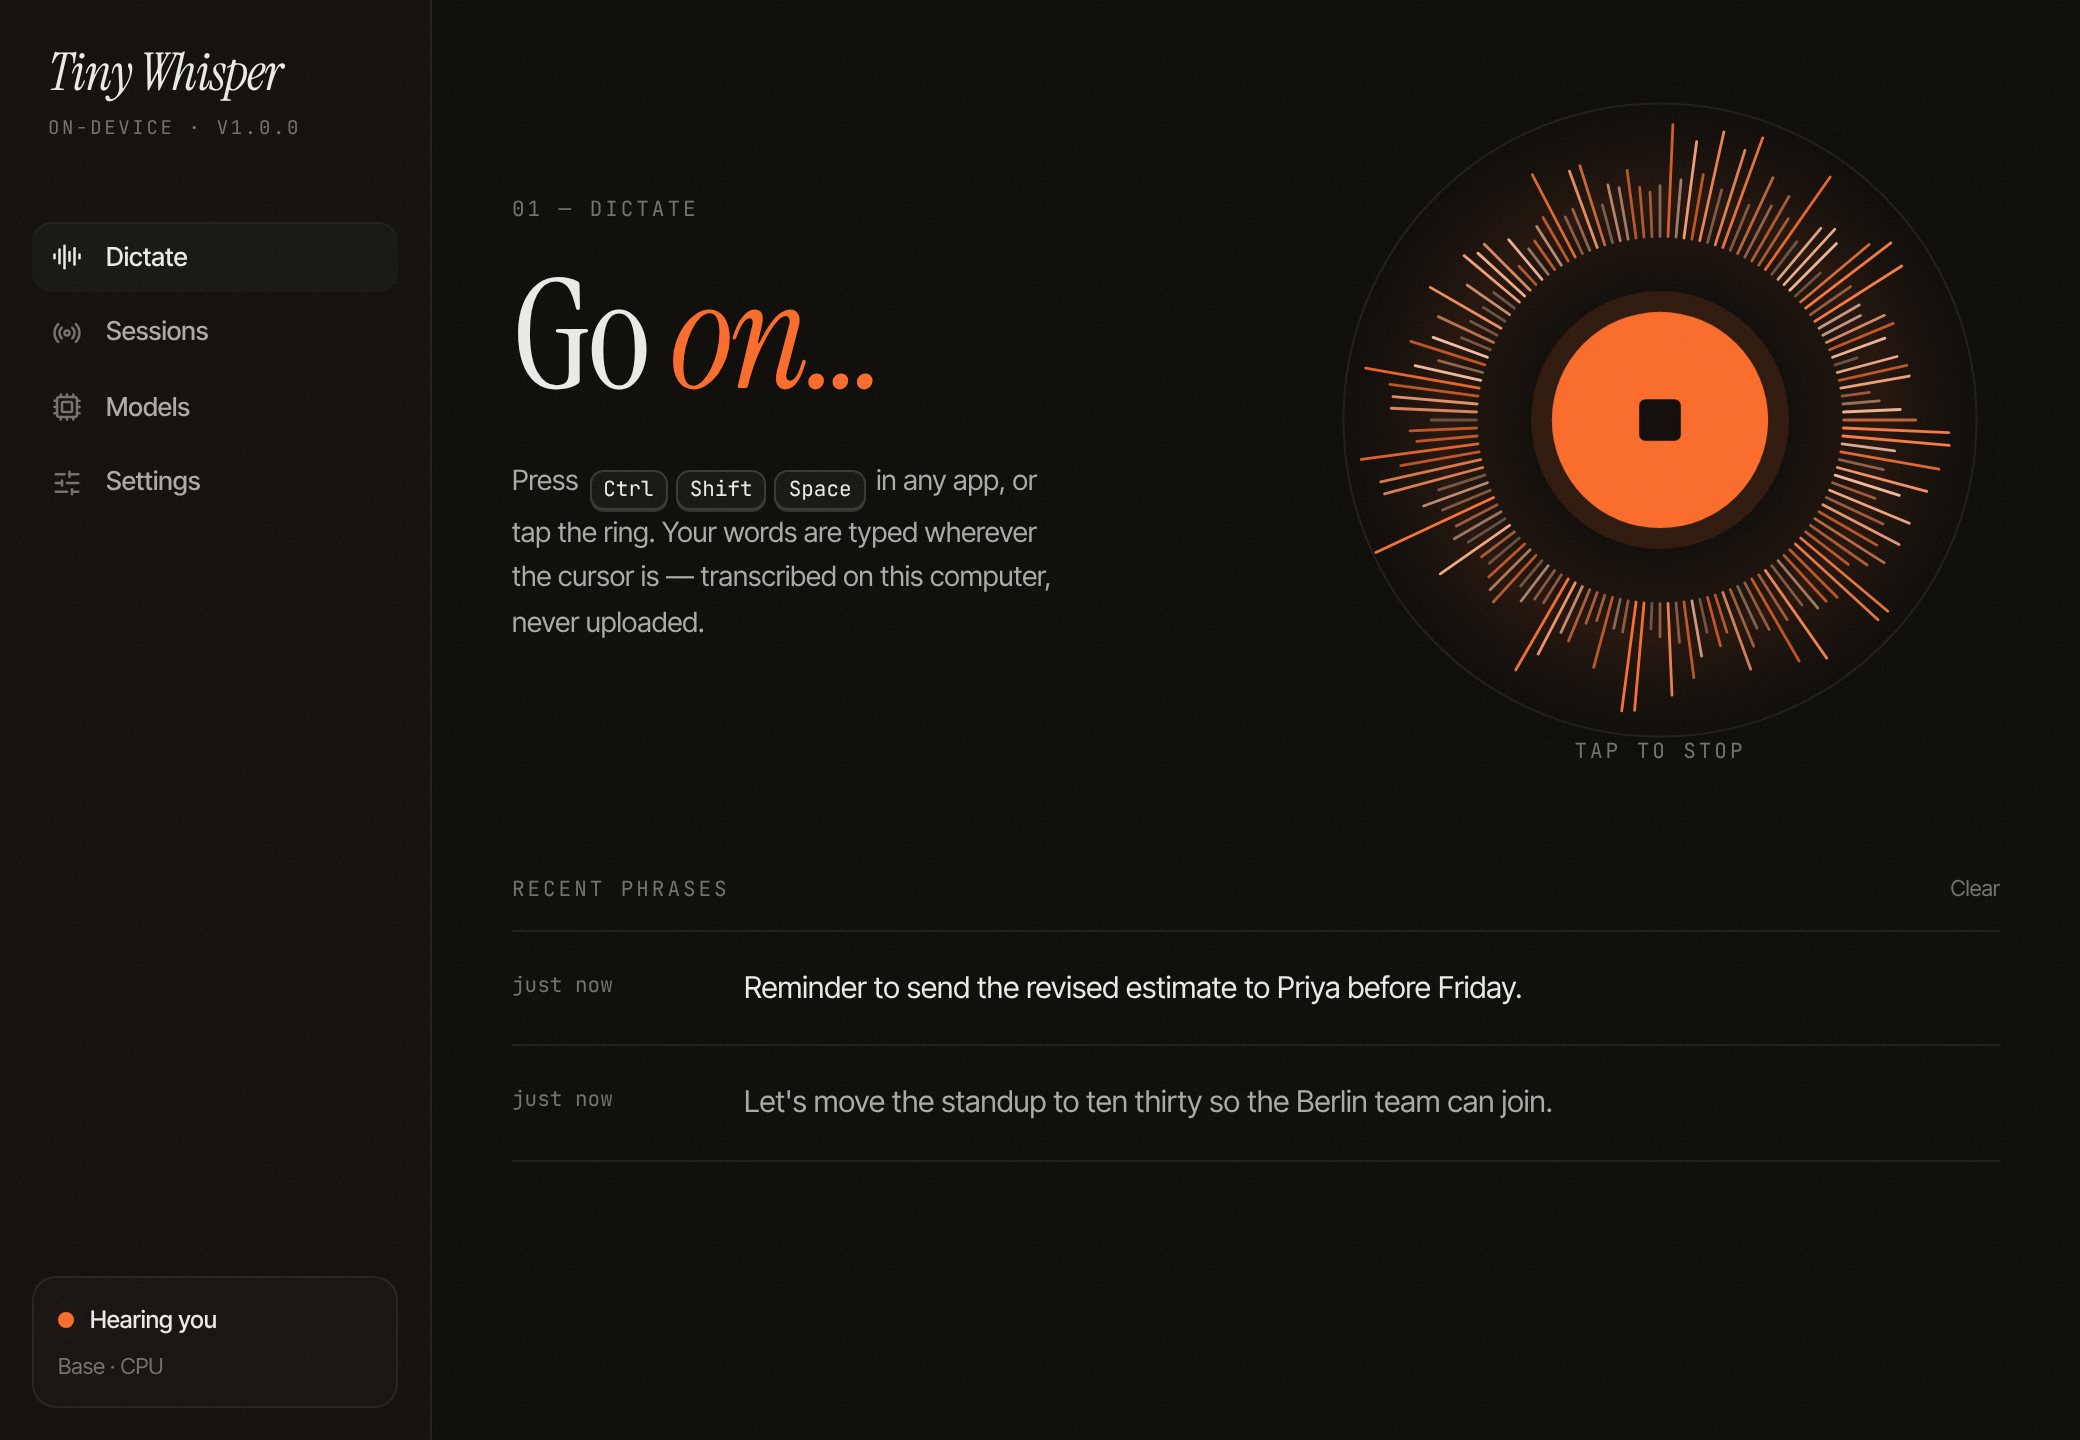 Tiny Whisper
ON-DEVICE · V1.0.0
Dictate
Sessions
Models
Settings
Hearing you
Base · CPU
01 — DICTATE
Go on...
Press Ctrl Shift Space in any app, or
tap the ring. Your words are typed wherever
the cursor is — transcribed on this computer,
never uploaded.
TAP TO STOP
RECENT PHRASES
Clear
just now
Reminder to send the revised estimate to Priya before Friday.
just now
Let's move the standup to ten thirty so the Berlin team can join.